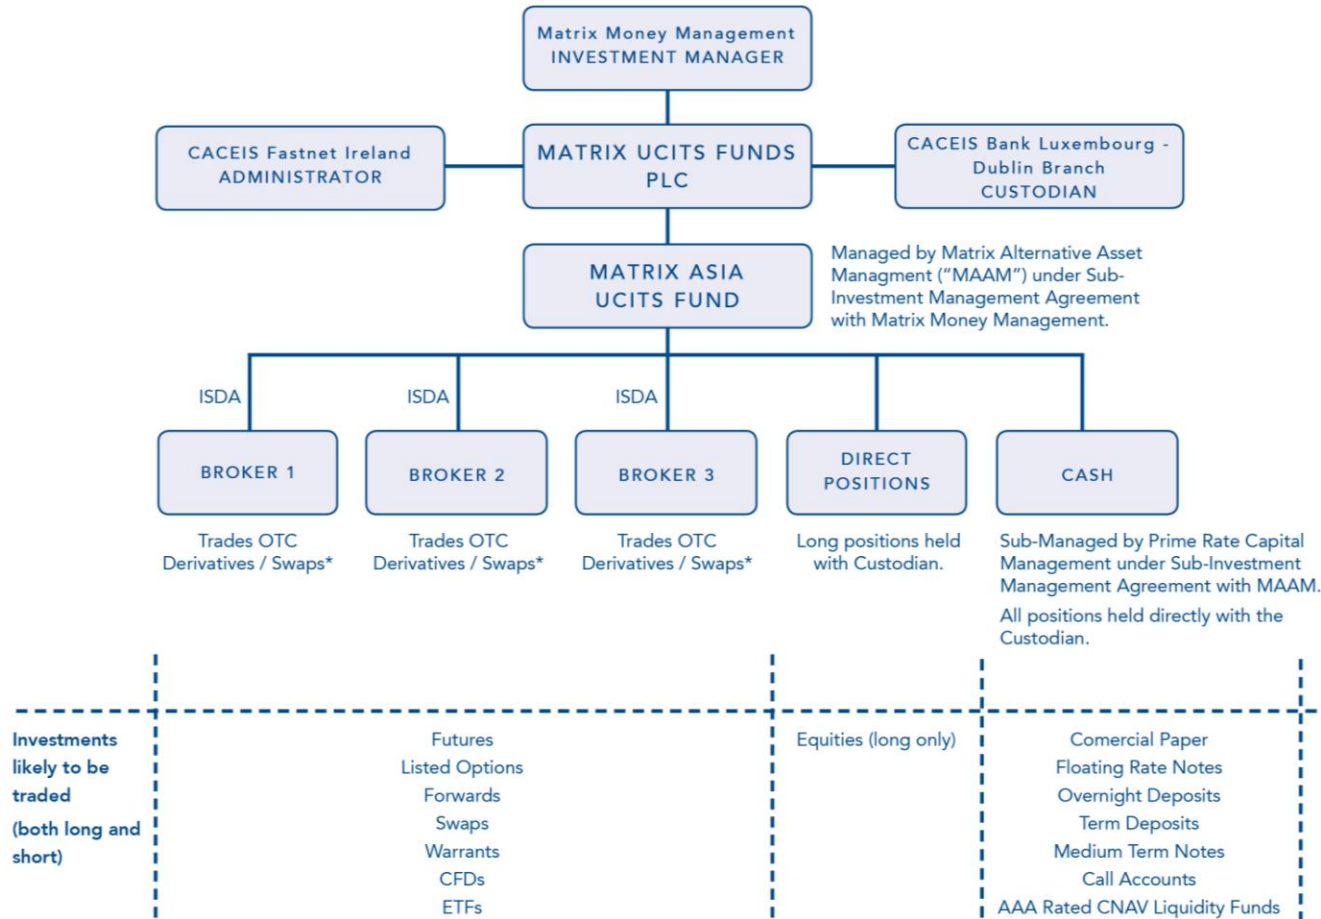 Matrix Money Management
INVESTMENT MANAGER
CACEIS Fastnet Ireland
ADMINISTRATOR
MATRIX UCITS FUNDS
PLC
CACEIS Bank Luxembourg -
Dublin Branch
CUSTODIAN
MATRIX ASIA
UCITS FUND
Managed by Matrix Alternative Asset
Managment (“MAAM”) under Sub-
Investment Management Agreement
with Matrix Money Management.
ISDA
ISDA
ISDA
BROKER 1
BROKER 2
BROKER 3
DIRECT
POSITIONS
CASH
Trades OTC
Derivatives / Swaps*
Trades OTC
Derivatives / Swaps*
Trades OTC
Derivatives / Swaps*
Long positions held
with Custodian.
Sub-Managed by Prime Rate Capital
Management under Sub-Investment
Management Agreement with MAAM.
All positions held directly with the
Custodian.
Investments
likely to be
traded
(both long and
short)
Futures
Listed Options
Forwards
Swaps
Warrants
CFDs
ETFs
Equities (long only)
Comercial Paper
Floating Rate Notes
Overnight Deposits
Term Deposits
Medium Term Notes
Call Accounts
AAA Rated CNAV Liquidity Funds